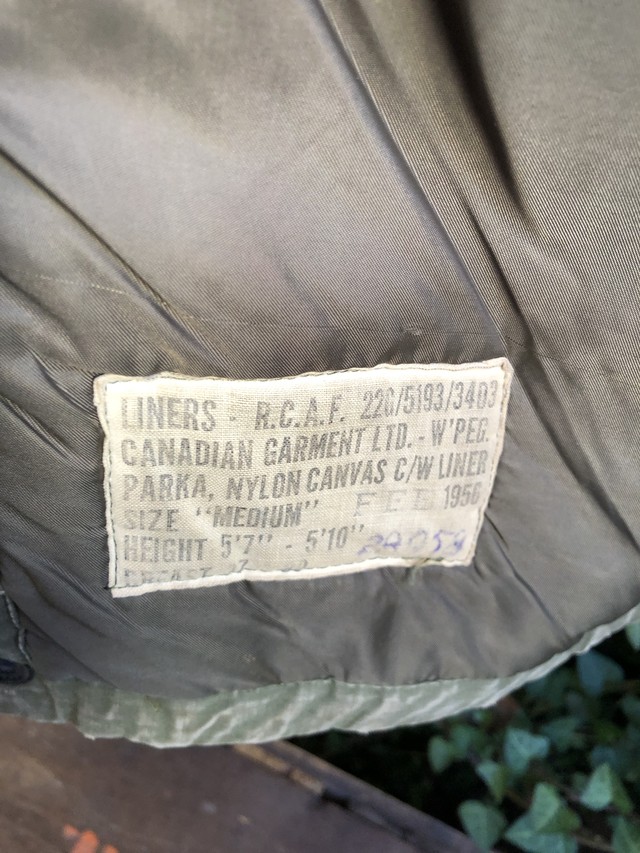 LINERS - R.C.A.F. 22G/5193/3403
CANADIAN GARMENT LTD. - W'PEG.
PARKA, NYLON CANVAS C/W LINER
SIZE "MEDIUM" FEB 1956
HEIGHT 5'7" - 5'10"